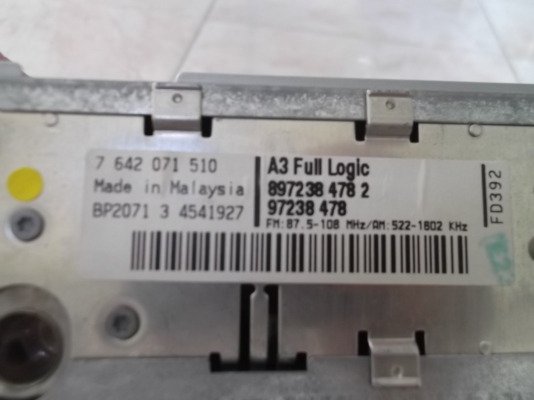 7 642 071 510
Made in Malaysia
BP2071 3 4541927
A3 Full Logic
897238 478 2
97238 478
FM:87.5-108 MHz/AM:522-1802 KHz
FD392